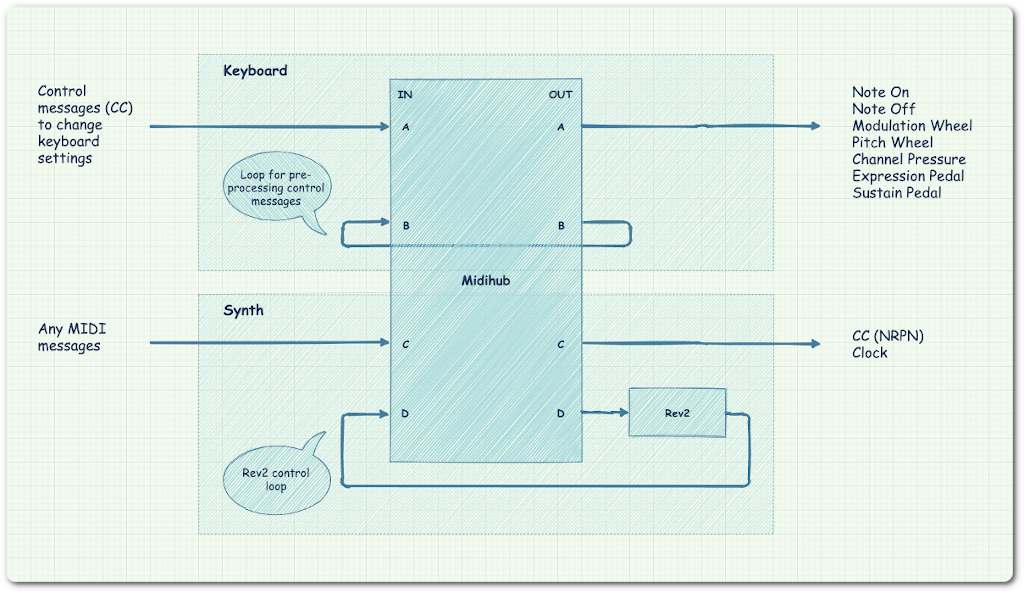 Keyboard
Control
messages (CC)
to change
keyboard
settings
IN
OUT
A
A
Note On
Note Off
Modulation Wheel
Pitch Wheel
Channel Pressure
Expression Pedal
Sustain Pedal
Loop for pre-
processing control
messages
B
B
Midihub
Synth
Any MIDI
messages
C
C
CC (NRPN)
Clock
D
D
Rev2
Rev2 control
loop